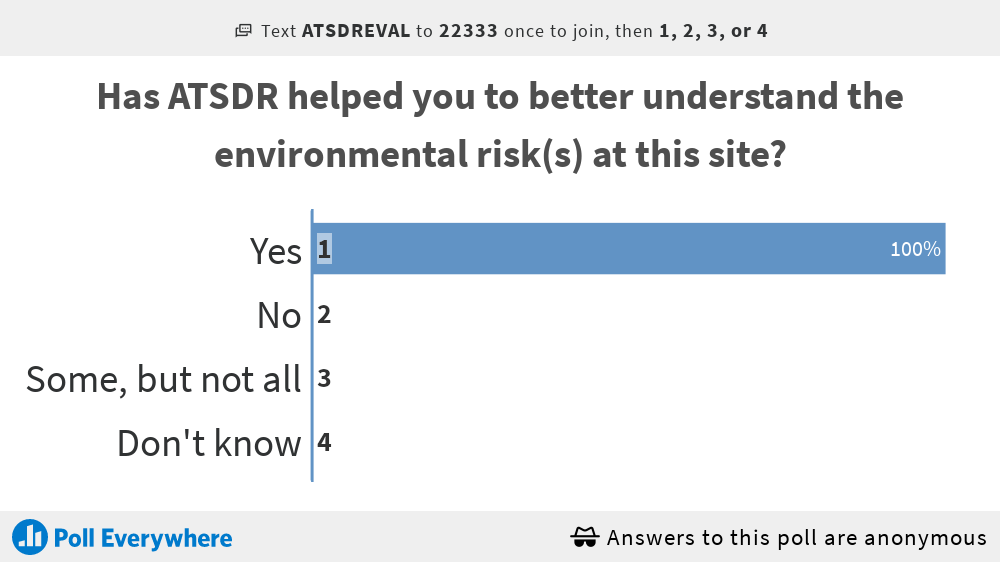 Text ATSDREVAL to 22333 once to join, then 1, 2, 3, or 4
Has ATSDR helped you to better understand the
environmental risk(s) at this site?
Yes 1 100%
No 2
Some, but not all 3
Don't know 4
Poll Everywhere
Answers to this poll are anonymous